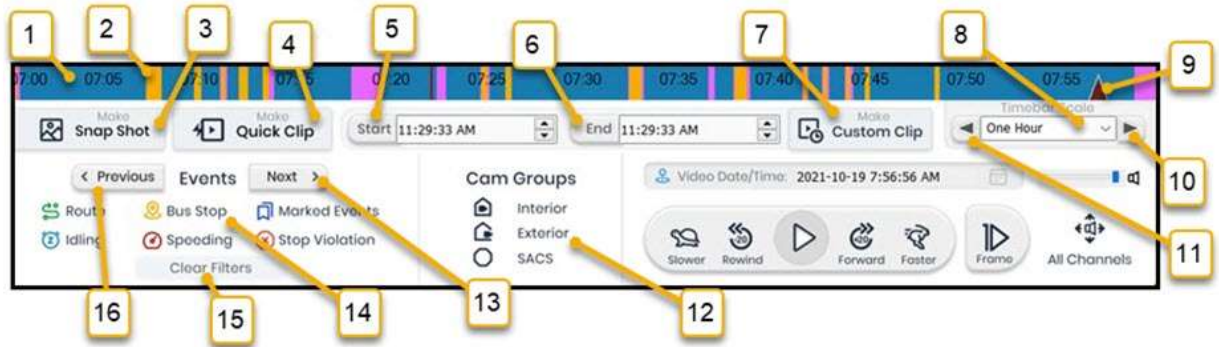 1 2 3 4 5 6 7 8 9
07:00 07:05 07:10 07:15 07:20 07:25 07:30 07:35 07:40 07:45 07:50 07:55
Make Make Make Timebar Scale
Snap Shot Quick Clip Start 11:29:33 AM End 11:29:33 AM Custom Clip One Hour
< Previous Events Next > Cam Groups Video Date/Time: 2021-10-19 7:56:56 AM 10
Route Bus Stop Marked Events Interior
Idling Speeding Stop Violation Exterior
Clear Filters SACS
-20 +20
Slower Rewind Forward Faster Frame All Channels 11
16 15 14 13 12